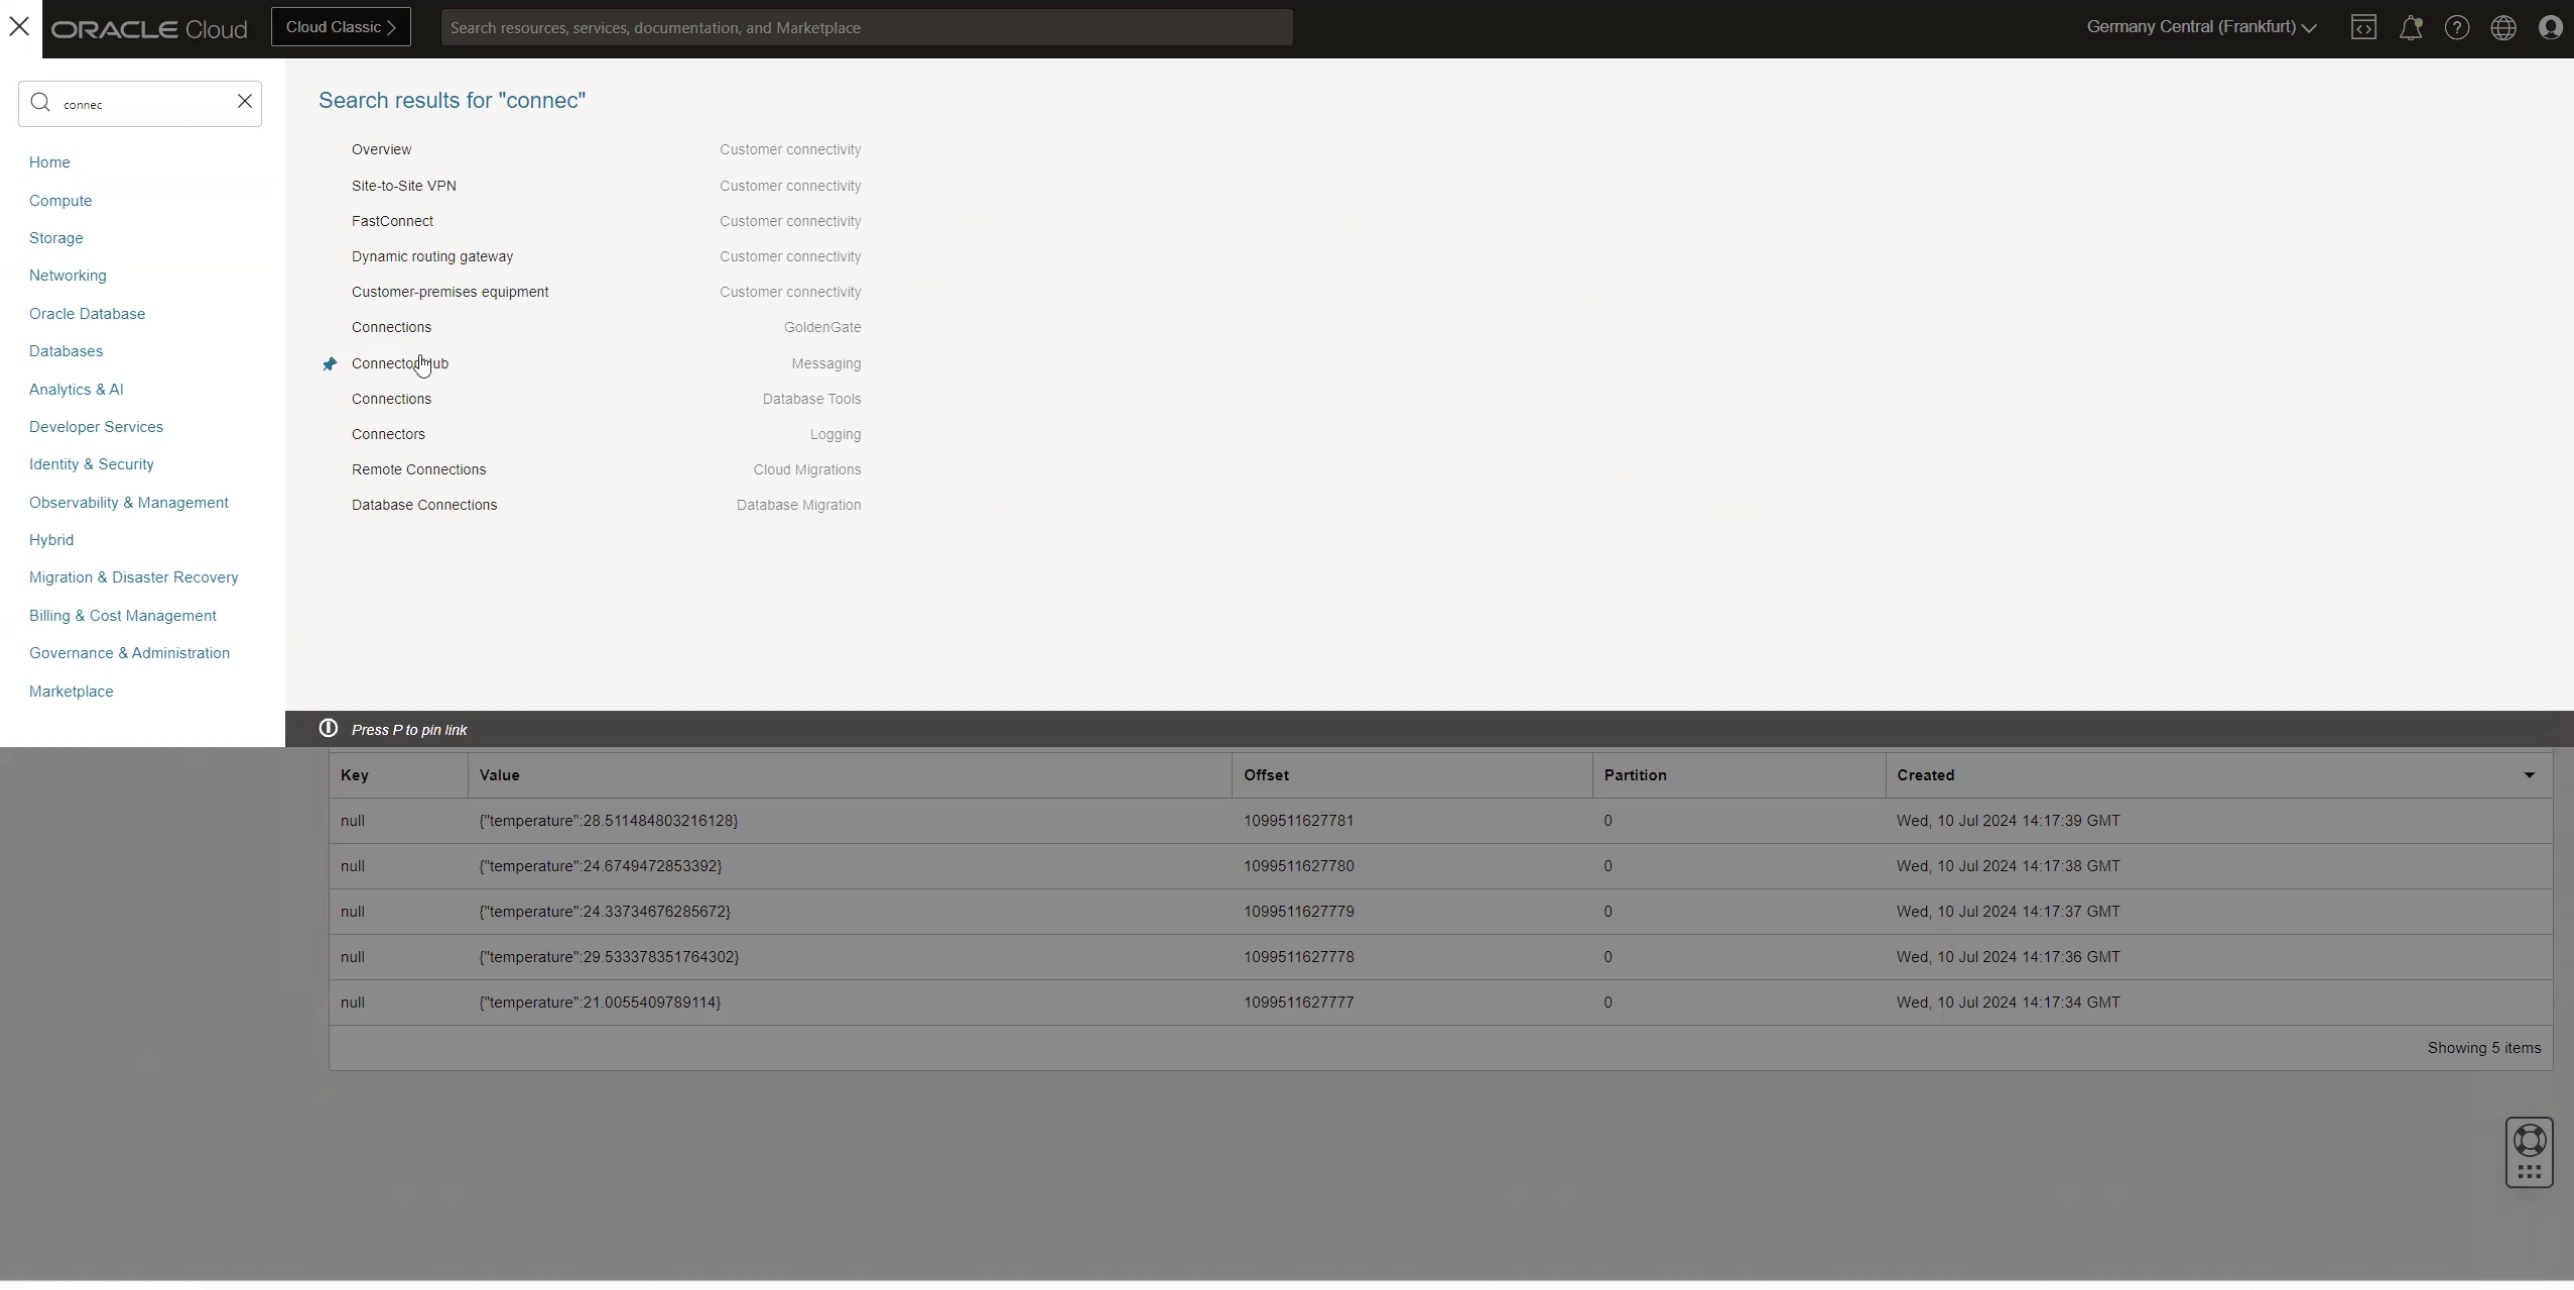 ORACLE Cloud
Cloud Classic
Search resources, services, documentation, and Marketplace
Germany Central (Frankfurt)
connec
Home
Compute
Storage
Networking
Oracle Database
Databases
Analytics & AI
Developer Services
Identity & Security
Observability & Management
Hybrid
Migration & Disaster Recovery
Billing & Cost Management
Governance & Administration
Marketplace
Search results for "connec"
Overview Customer connectivity
Site-to-Site VPN Customer connectivity
FastConnect Customer connectivity
Dynamic routing gateway Customer connectivity
Customer-premises equipment Customer connectivity
Connections GoldenGate
Connector Hub Messaging
Connections Database Tools
Connectors Logging
Remote Connections Cloud Migrations
Database Connections Database Migration
Press P to pin link
Key Value Offset Partition Created
null {"temperature":28.511484803216128} 1099511627781 0 Wed, 10 Jul 2024 14:17:39 GMT
null {"temperature":24.6749472853392} 1099511627780 0 Wed, 10 Jul 2024 14:17:38 GMT
null {"temperature":24.33734676285672} 1099511627779 0 Wed, 10 Jul 2024 14:17:37 GMT
null {"temperature":29.533378351764302} 1099511627778 0 Wed, 10 Jul 2024 14:17:36 GMT
null {"temperature":21.0055409789114} 1099511627777 0 Wed, 10 Jul 2024 14:17:34 GMT
Showing 5 items